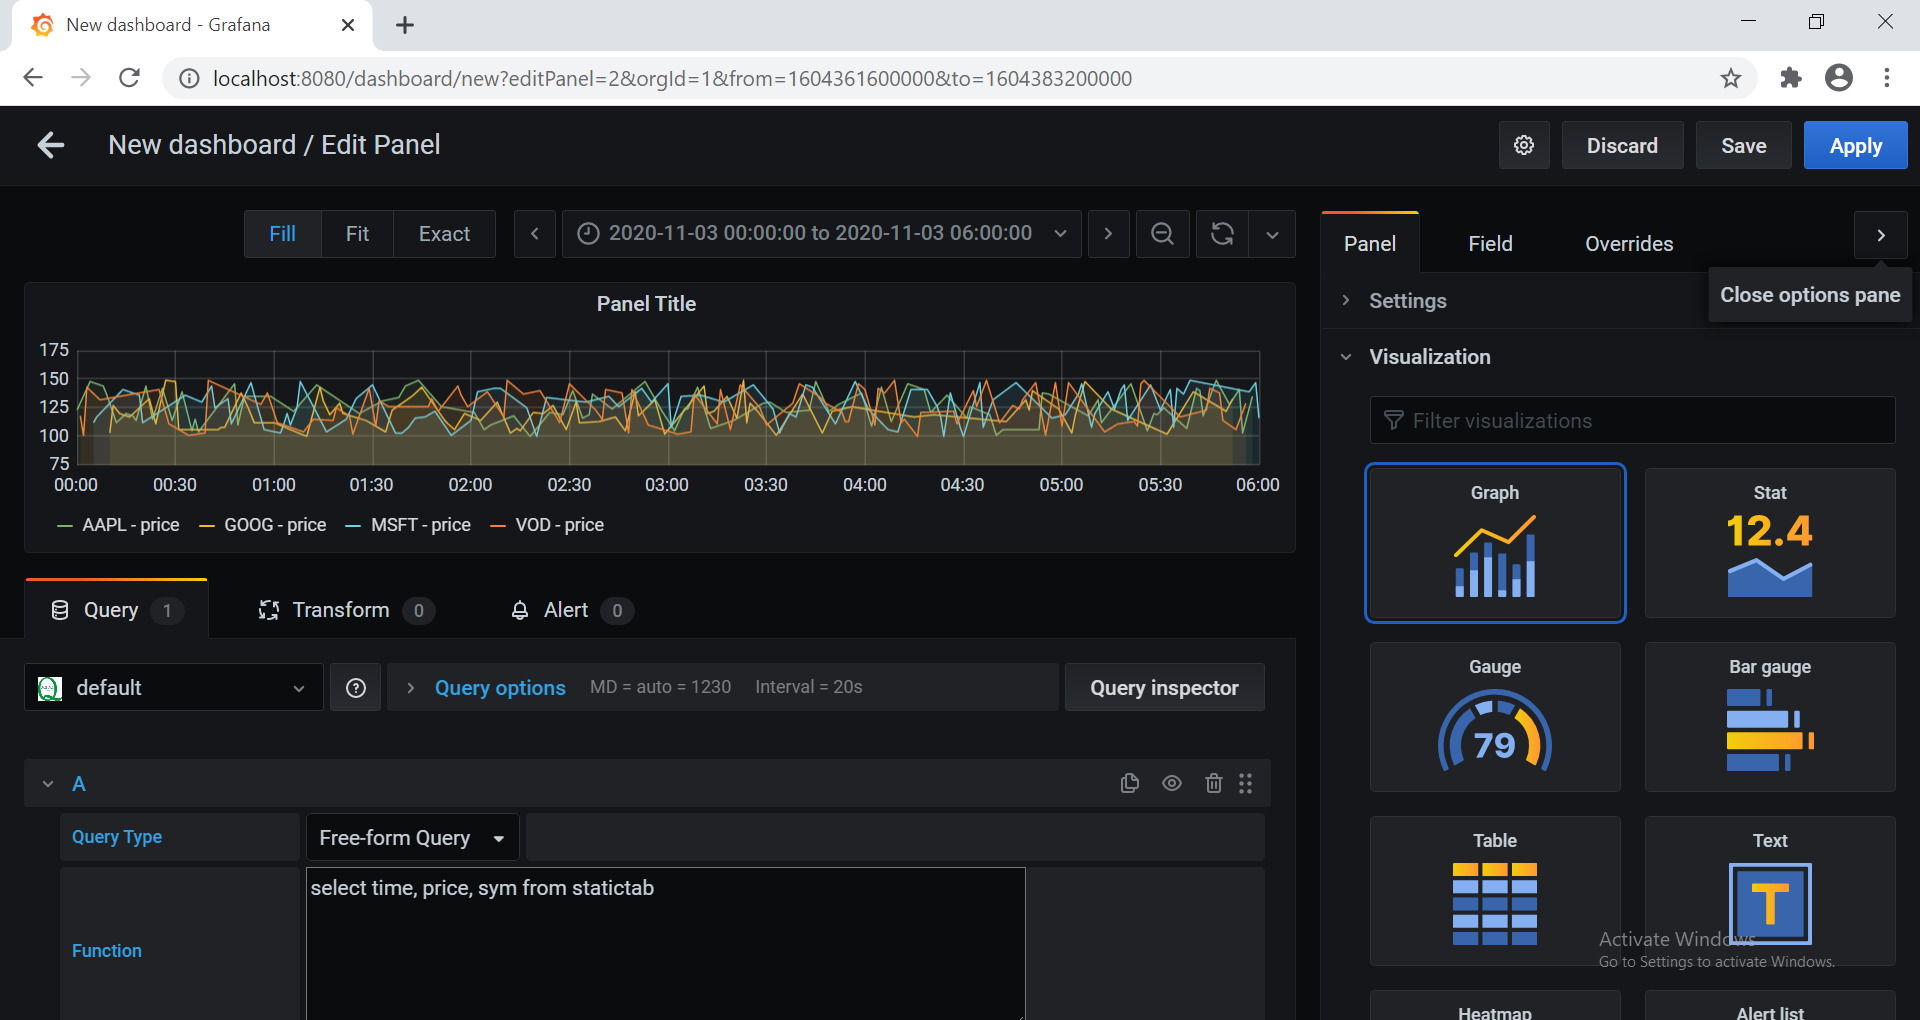 New dashboard - Grafana
localhost:8080/dashboard/new?editPanel=2&orgId=1&from=1604361600000&to=1604383200000
New dashboard / Edit Panel
Discard
Save
Apply
Fill
Fit
Exact
2020-11-03 00:00:00 to 2020-11-03 06:00:00
Panel
Field
Overrides
Close options pane
Settings
Visualization
Filter visualizations
Panel Title
175
150
125
100
75
00:00 00:30 01:00 01:30 02:00 02:30 03:00 03:30 04:00 04:30 05:00 05:30 06:00
AAPL - price GOOG - price MSFT - price VOD - price
Query 1
Transform 0
Alert 0
default
Query options MD = auto = 1230 Interval = 20s
Query inspector
A
Query Type
Free-form Query
Function
select time, price, sym from statictab
Graph
Stat
12.4
Gauge
79
Bar gauge
Table
Text
T
Heatmap
Alert list
Activate Windows
Go to Settings to activate Windows.